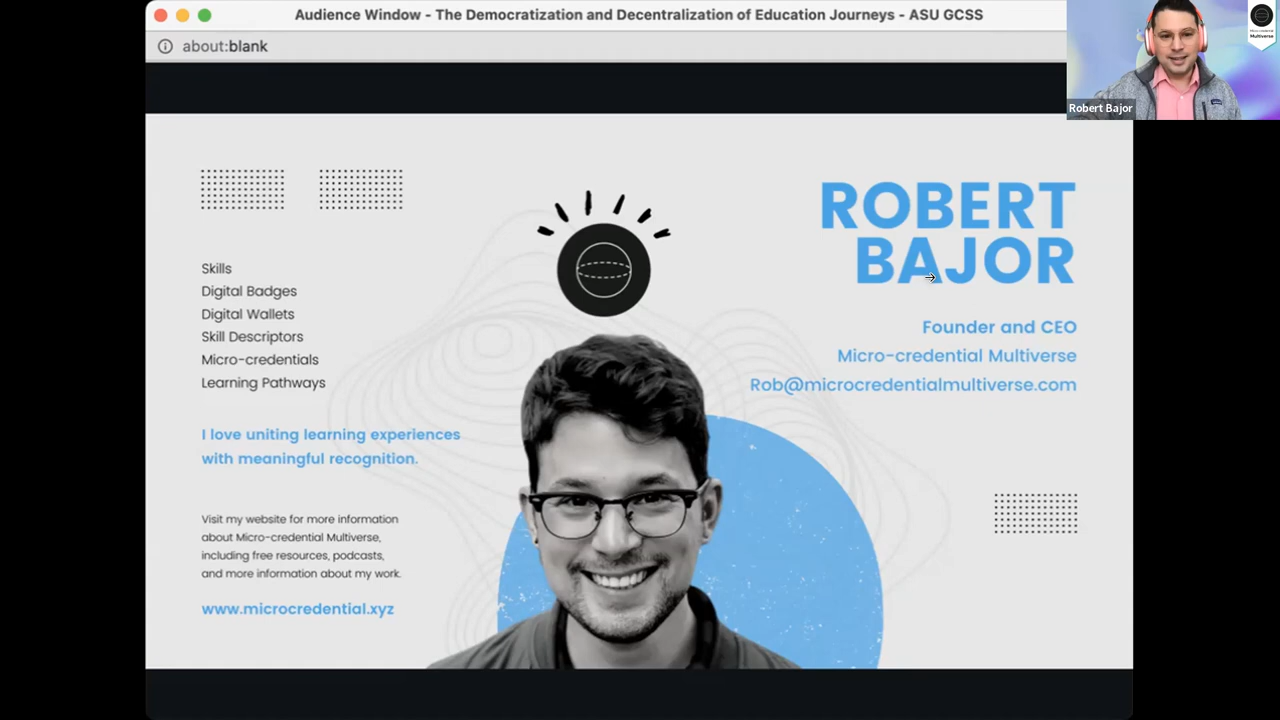 Audience Window - The Democratization and Decentralization of Education Journeys - ASU GCSS
about:blank
Robert Bajor
Multiverse
Skills
Digital Badges
Digital Wallets
Skill Descriptors
Micro-credentials
Learning Pathways
I love uniting learning experiences
with meaningful recognition.
Visit my website for more information
about Micro-credential Multiverse,
including free resources, podcasts,
and more information about my work.
www.microcredential.xyz
ROBERT
BAJOR
Founder and CEO
Micro-credential Multiverse
Rob@microcredentialmultiverse.com